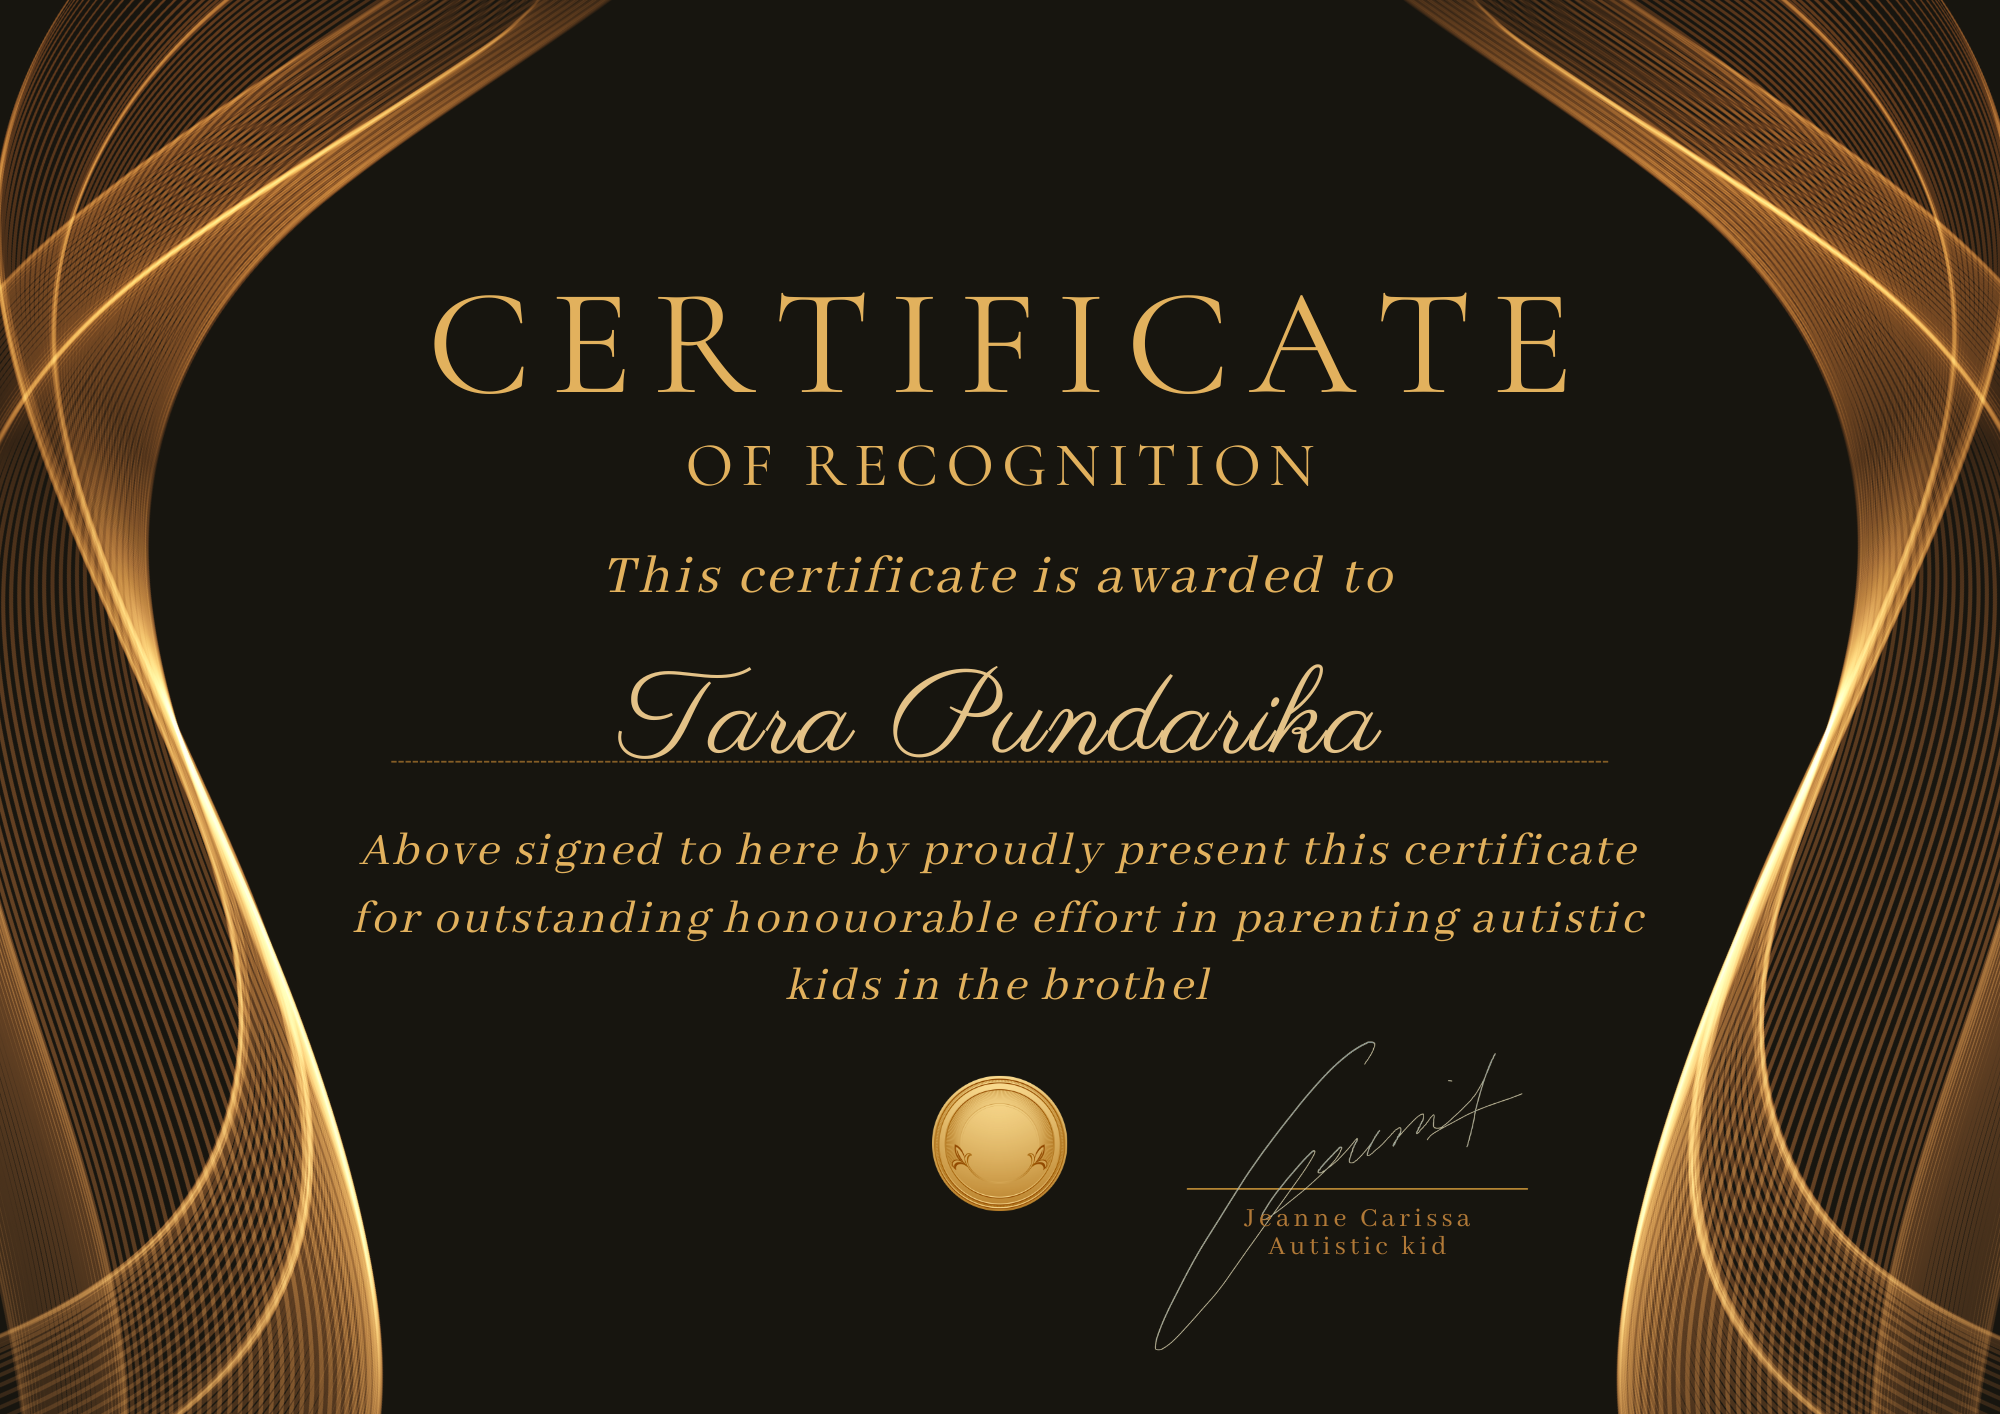 CERTIFICATE
OF RECOGNITION
This certificate is awarded to
Tara Pundarika
Above signed to here by proudly present this certificate
for outstanding honouorable effort in parenting autistic
kids in the brothel
Jeanne Carissa
Autistic kid